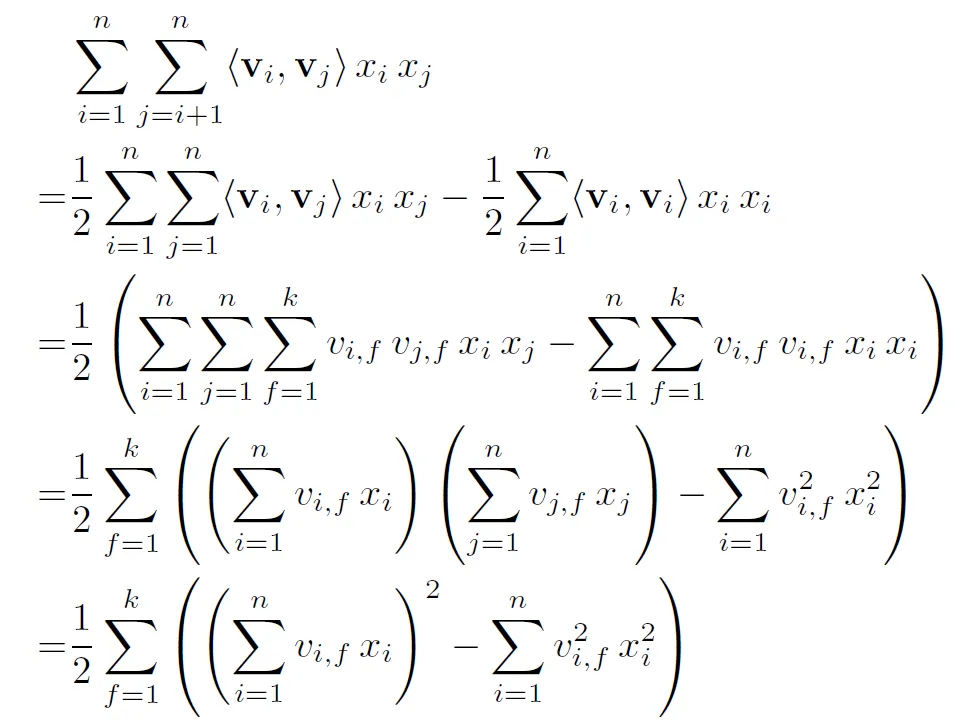 \sum_{i=1}^{n} \sum_{j=i+1}^{n} \langle \mathbf{v}_i, \mathbf{v}_j \rangle \, x_i \, x_j
= \frac{1}{2} \sum_{i=1}^{n} \sum_{j=1}^{n} \langle \mathbf{v}_i, \mathbf{v}_j \rangle \, x_i \, x_j - \frac{1}{2} \sum_{i=1}^{n} \langle \mathbf{v}_i, \mathbf{v}_i \rangle \, x_i \, x_i
= \frac{1}{2} \left( \sum_{i=1}^{n} \sum_{j=1}^{n} \sum_{f=1}^{k} v_{i,f} \, v_{j,f} \, x_i \, x_j - \sum_{i=1}^{n} \sum_{f=1}^{k} v_{i,f} \, v_{i,f} \, x_i \, x_i \right)
= \frac{1}{2} \sum_{f=1}^{k} \left( \left( \sum_{i=1}^{n} v_{i,f} \, x_i \right) \left( \sum_{j=1}^{n} v_{j,f} \, x_j \right) - \sum_{i=1}^{n} v_{i,f}^2 \, x_i^2 \right)
= \frac{1}{2} \sum_{f=1}^{k} \left( \left( \sum_{i=1}^{n} v_{i,f} \, x_i \right)^2 - \sum_{i=1}^{n} v_{i,f}^2 \, x_i^2 \right)